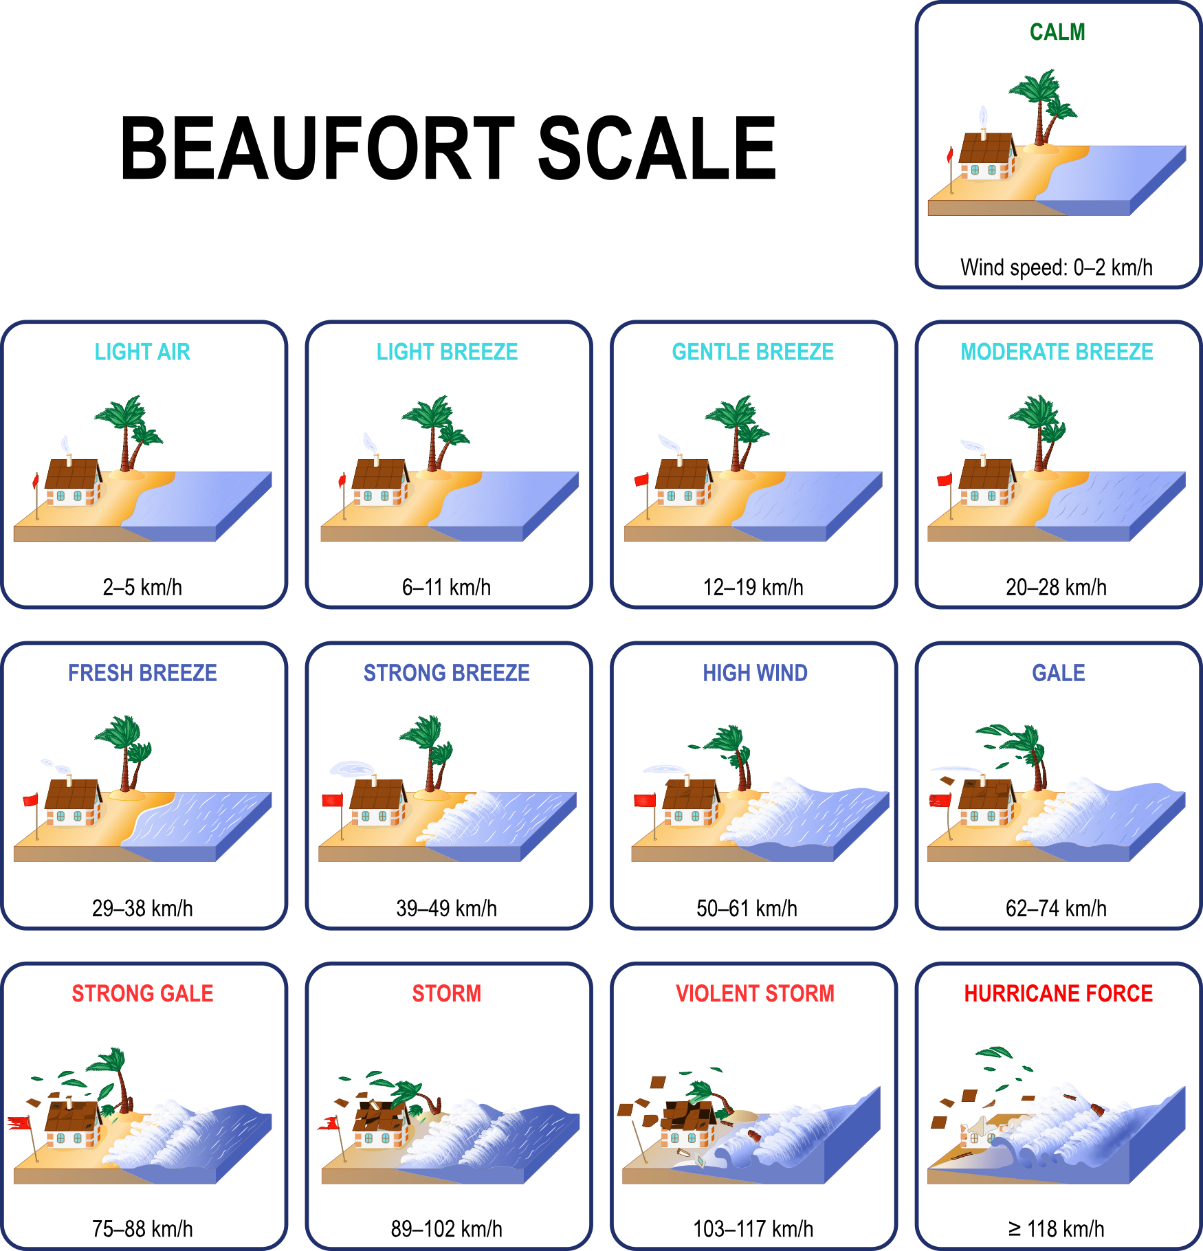 CALM
BEAUFORT SCALE
Wind speed: 0–2 km/h
LIGHT AIR
2–5 km/h
LIGHT BREEZE
6–11 km/h
GENTLE BREEZE
12–19 km/h
MODERATE BREEZE
20–28 km/h
FRESH BREEZE
29–38 km/h
STRONG BREEZE
39–49 km/h
HIGH WIND
50–61 km/h
GALE
62–74 km/h
STRONG GALE
75–88 km/h
STORM
89–102 km/h
VIOLENT STORM
103–117 km/h
HURRICANE FORCE
≥ 118 km/h